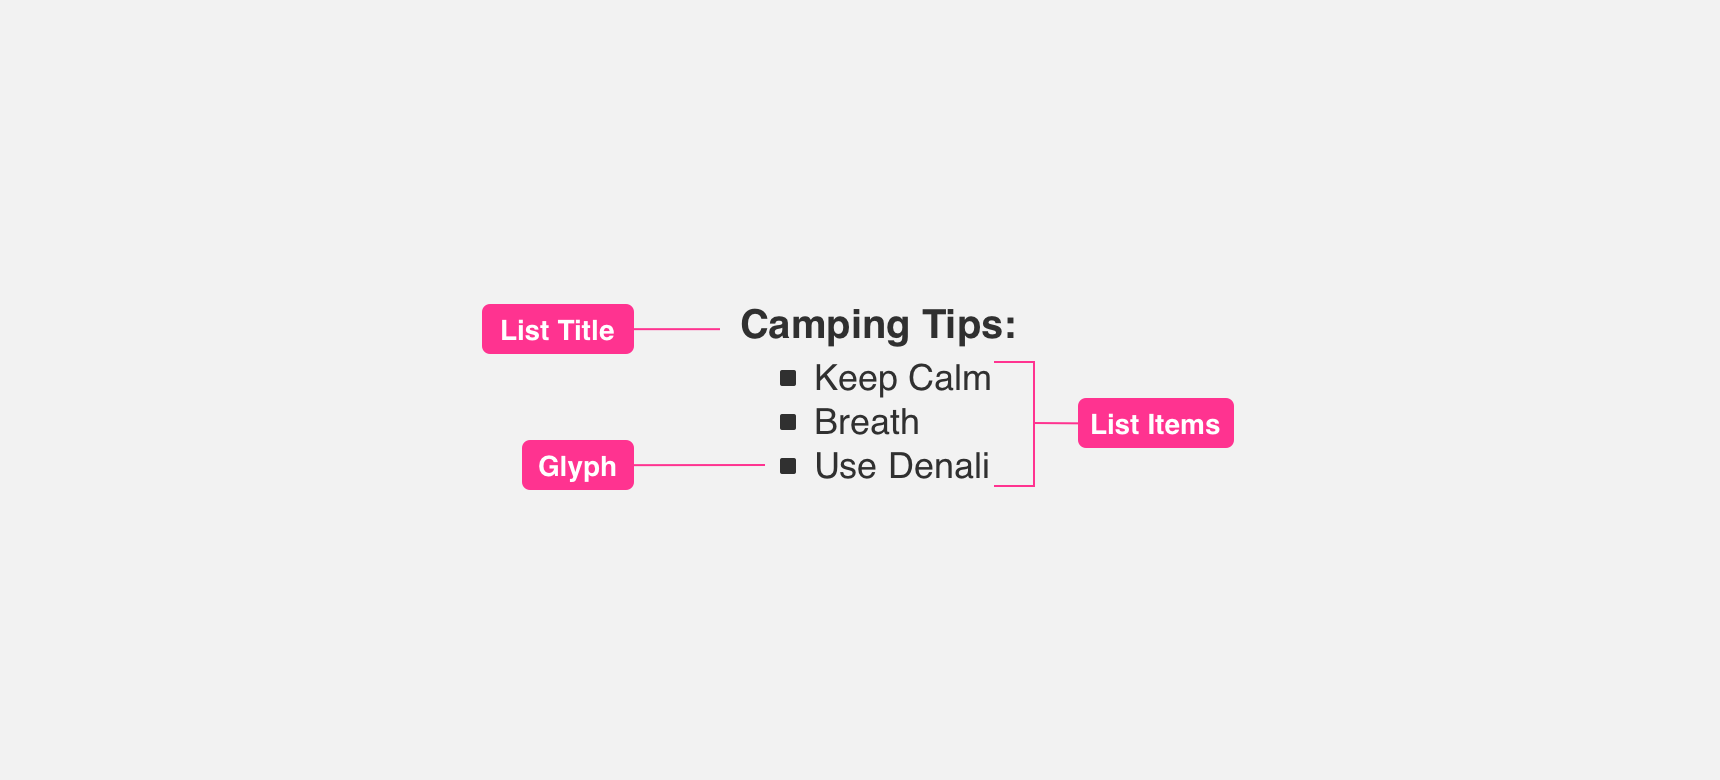 List Title
Camping Tips:
Keep Calm
Breath
List Items
Glyph
Use Denali